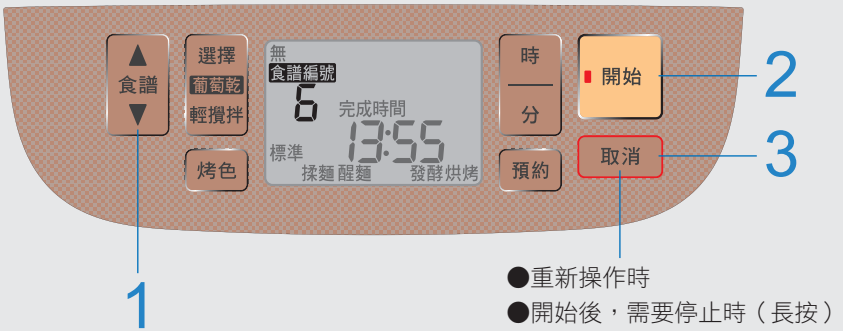 ▲
食譜
▼
選擇
葡萄乾
輕攪拌
烤色
無
食譜編號
6
完成時間
13:55
標準
揉麵 醒麵 發酵 烘烤
時
分
預約
開始
取消
1
2
3
●重新操作時
●開始後，需要停止時（長按）